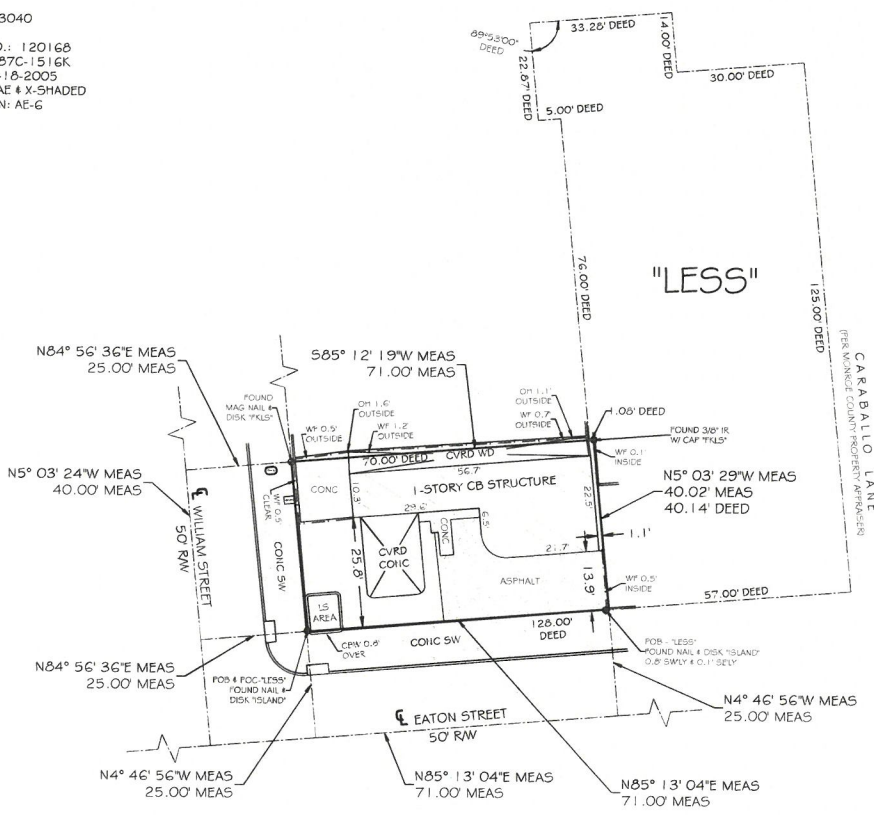 3040
O.: 120168
87C-1516K
-18-2005
AE & X-SHADED
N: AE-6
89°53'00"
DEED
33.28' DEED
14.00' DEED
30.00' DEED
22.87' DEED
5.00' DEED
76.00' DEED
"LESS"
125.00' DEED
CARABALLO LANE
(PER MONROE COUNTY PROPERTY APPRAISER)
N84° 56' 36"E MEAS
25.00' MEAS
S85° 12' 19"W MEAS
71.00' MEAS
FOUND
MAG NAIL &
DISK "FKLS"
WF 0.5'
OUTSIDE
OH 1.6'
OUTSIDE
WF 1.2'
OUTSIDE
OH 1.1'
OUTSIDE
WF 0.7'
OUTSIDE
1.08' DEED
FOUND 3/8" IR
W/ CAP "FKLS"
70.00' DEED
CVRD WD
56.7'
WF 0.1'
INSIDE
N5° 03' 24"W MEAS
40.00' MEAS
N5° 03' 29"W MEAS
40.02' MEAS
40.14' DEED
WF 0.5'
CLEAR
CONC
10.3'
1-STORY CB STRUCTURE
22.5'
29.6'
6.5'
CONC
21.7'
1.1'
CL WILLIAM STREET
50' R/W
CONC SW
25.8'
CVRD
CONC
ASPHALT
13.9'
WF 0.5'
INSIDE
57.00' DEED
LS
AREA
CBW 0.8'
OVER
CONC SW
128.00'
DEED
POB - "LESS"
FOUND NAIL & DISK "ISLAND"
0.8' SWLY & 0.1' SELY
N84° 56' 36"E MEAS
25.00' MEAS
POB & POC-"LESS"
FOUND NAIL &
DISK "ISLAND"
N4° 46' 56"W MEAS
25.00' MEAS
CL EATON STREET
50' R/W
N4° 46' 56"W MEAS
25.00' MEAS
N85° 13' 04"E MEAS
71.00' MEAS
N85° 13' 04"E MEAS
71.00' MEAS